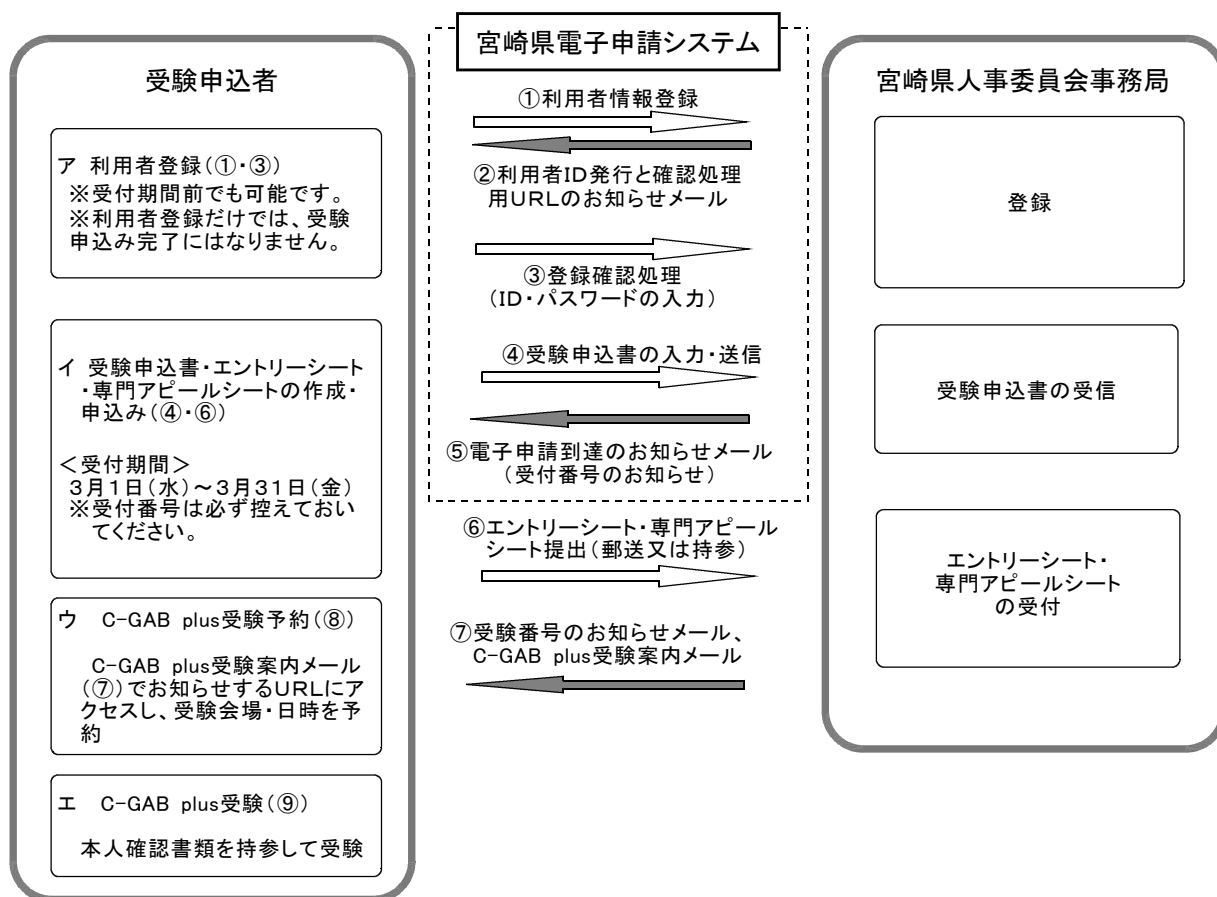 受験申込者
ア 利用者登録(①・③)
※受付期間前でも可能です。
※利用者登録だけでは、受験
申込み完了にはなりません。
イ 受験申込書・エントリーシート
・専門アピールシートの作成・
申込み(④・⑥)
<受付期間>
3月1日(水)~3月31日(金)
※受付番号は必ず控えておい
てください。
ウ C-GAB plus受験予約(⑧)
C-GAB plus受験案内メール
(⑦)でお知らせするURLにア
クセスし、受験会場・日時を予
約
エ C-GAB plus受験(⑨)
本人確認書類を持参して受験
宮崎県電子申請システム
①利用者情報登録
②利用者ID発行と確認処理
用URLのお知らせメール
③登録確認処理
(ID・パスワードの入力)
④受験申込書の入力・送信
⑤電子申請到達のお知らせメール
(受付番号のお知らせ)
⑥エントリーシート・専門アピール
シート提出(郵送又は持参)
⑦受験番号のお知らせメール、
C-GAB plus受験案内メール
宮崎県人事委員会事務局
登録
受験申込書の受信
エントリーシート・
専門アピールシート
の受付